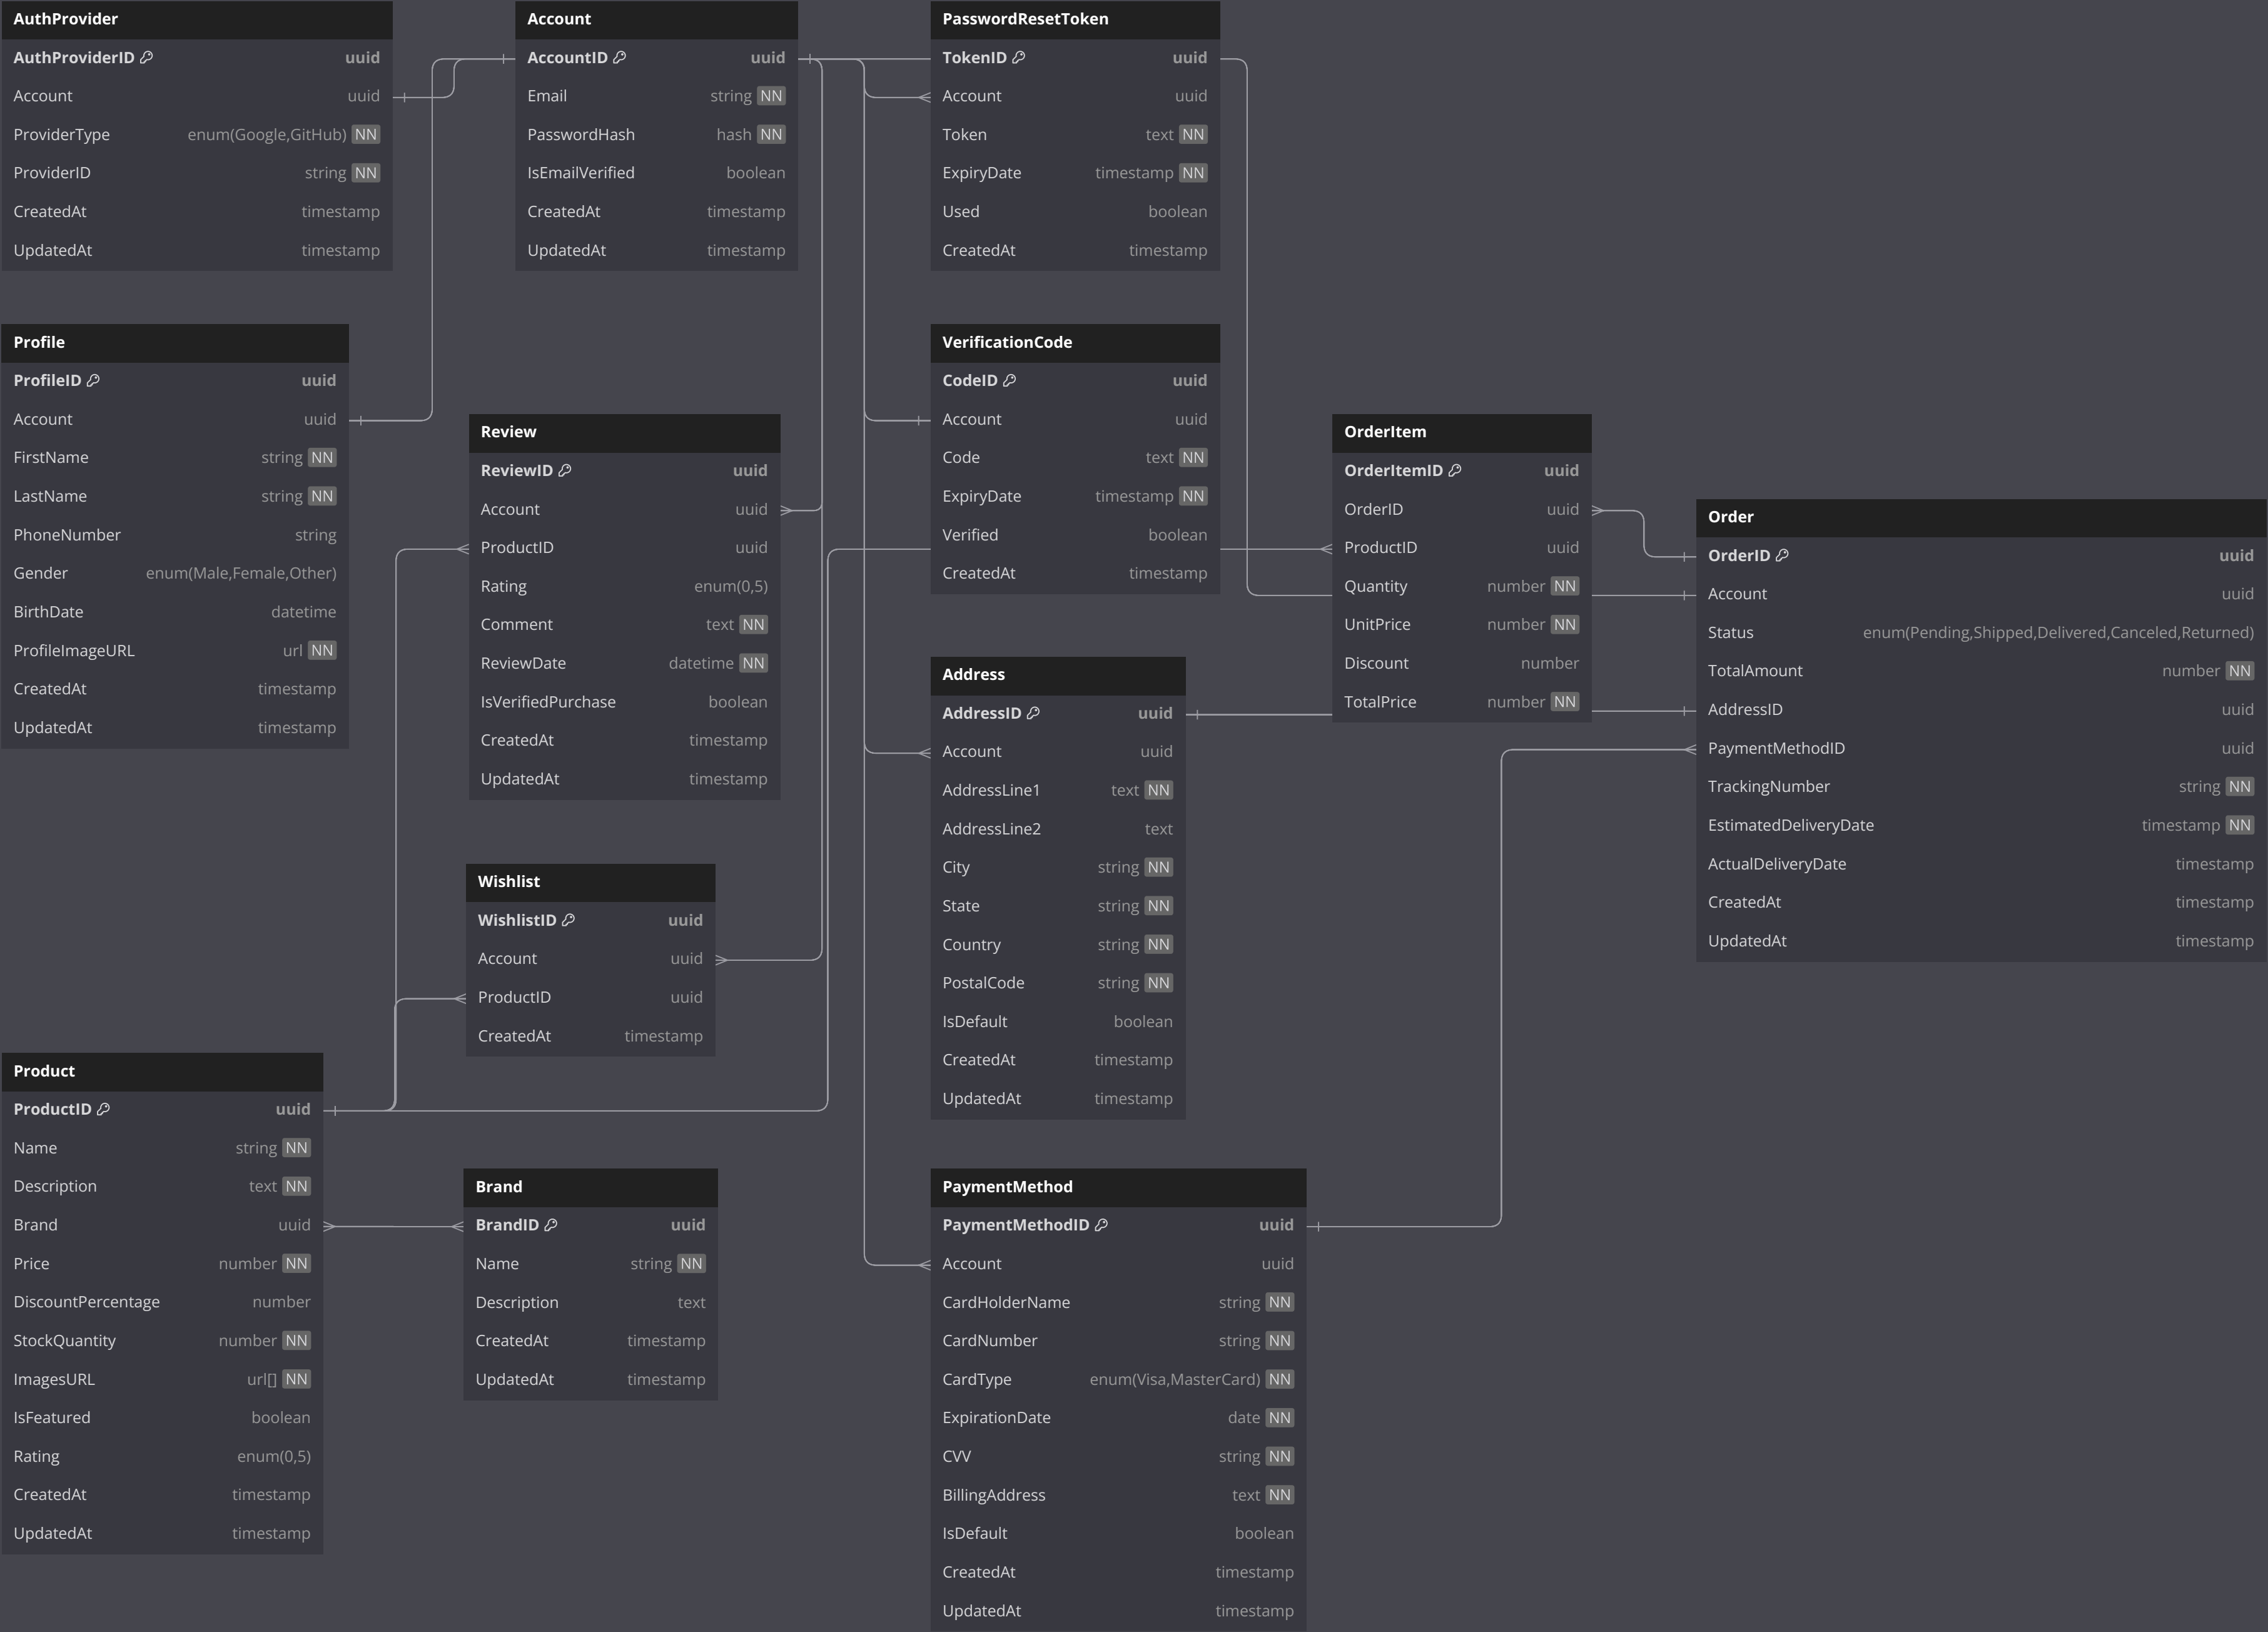 AuthProvider
AuthProviderID uuid
Account uuid
ProviderType enum(Google,GitHub) NN
ProviderID string NN
CreatedAt timestamp
UpdatedAt timestamp
Account
AccountID uuid
Email string NN
PasswordHash hash NN
IsEmailVerified boolean
CreatedAt timestamp
UpdatedAt timestamp
PasswordResetToken
TokenID uuid
Account uuid
Token text NN
ExpiryDate timestamp NN
Used boolean
CreatedAt timestamp
Profile
ProfileID uuid
Account uuid
FirstName string NN
LastName string NN
PhoneNumber string
Gender enum(Male,Female,Other)
BirthDate datetime
ProfileImageURL url NN
CreatedAt timestamp
UpdatedAt timestamp
Review
ReviewID uuid
Account uuid
ProductID uuid
Rating enum(0,5)
Comment text NN
ReviewDate datetime NN
IsVerifiedPurchase boolean
CreatedAt timestamp
UpdatedAt timestamp
VerificationCode
CodeID uuid
Account uuid
Code text NN
ExpiryDate timestamp NN
Verified boolean
CreatedAt timestamp
OrderItem
OrderItemID uuid
OrderID uuid
ProductID uuid
Quantity number NN
UnitPrice number NN
Discount number
TotalPrice number NN
Order
OrderID uuid
Account uuid
Status enum(Pending,Shipped,Delivered,Canceled,Returned)
TotalAmount number NN
AddressID uuid
PaymentMethodID uuid
TrackingNumber string NN
EstimatedDeliveryDate timestamp NN
ActualDeliveryDate timestamp
CreatedAt timestamp
UpdatedAt timestamp
Address
AddressID uuid
Account uuid
AddressLine1 text NN
AddressLine2 text
City string NN
State string NN
Country string NN
PostalCode string NN
IsDefault boolean
CreatedAt timestamp
UpdatedAt timestamp
Wishlist
WishlistID uuid
Account uuid
ProductID uuid
CreatedAt timestamp
Product
ProductID uuid
Name string NN
Description text NN
Brand uuid
Price number NN
DiscountPercentage number
StockQuantity number NN
ImagesURL url[] NN
IsFeatured boolean
Rating enum(0,5)
CreatedAt timestamp
UpdatedAt timestamp
Brand
BrandID uuid
Name string NN
Description text
CreatedAt timestamp
UpdatedAt timestamp
PaymentMethod
PaymentMethodID uuid
Account uuid
CardHolderName string NN
CardNumber string NN
CardType enum(Visa,MasterCard) NN
ExpirationDate date NN
CVV string NN
BillingAddress text NN
IsDefault boolean
CreatedAt timestamp
UpdatedAt timestamp